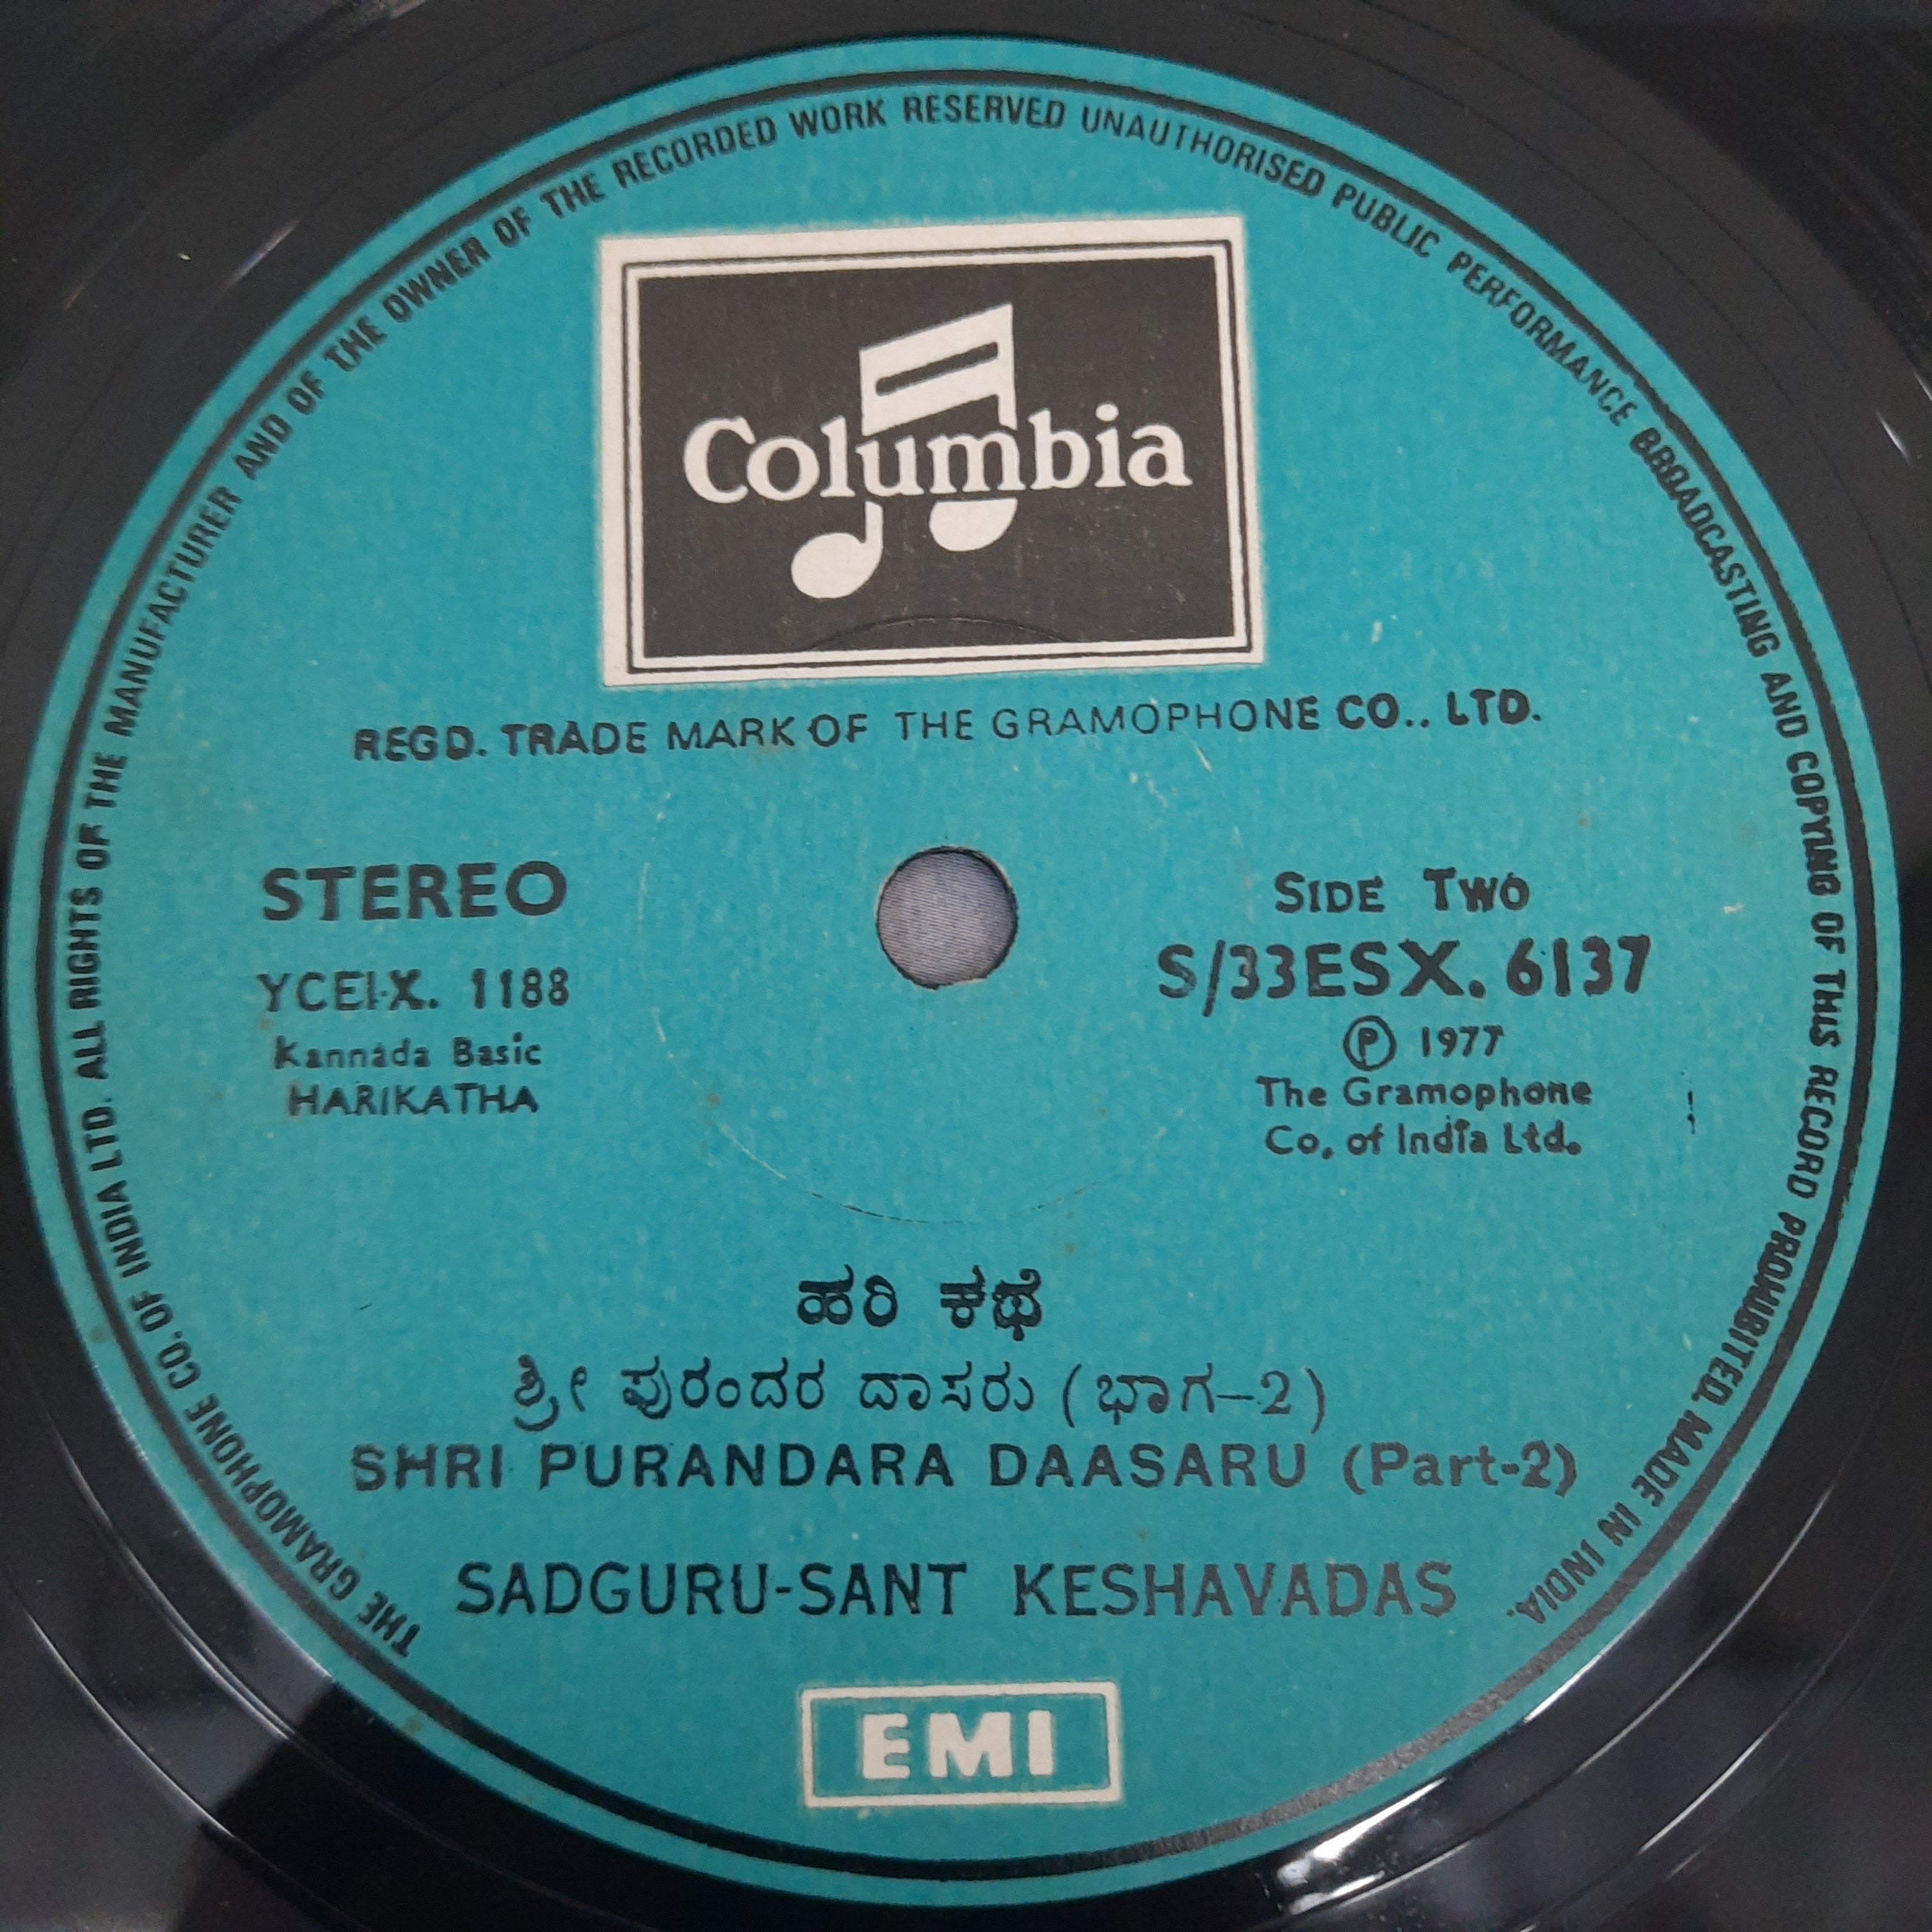 THE GRAMOPHONE CO. OF INDIA LTD. ALL RIGHTS OF THE MANUFACTURER AND OF THE OWNER OF THE RECORDED WORK RESERVED UNAUTHORISED PUBLIC PERFORMANCE BROADCASTING AND COPYING OF THIS RECORD PROHIBITED. MADE IN INDIA.
Columbia
REGD. TRADE MARK OF THE GRAMOPHONE CO.. LTD.
STEREO
YCEI-X. 1188
Kannada Basic
HARIKATHA
SIDE TWO
S/33ESX. 6137
Ⓟ 1977
The Gramophone
Co, of India Ltd.
ಹರಿ ಕಥೆ
ಶ್ರೀ ಪುರಂದರ ದಾಸರು (ಭಾಗ-2)
SHRI PURANDARA DAASARU (Part-2)
SADGURU-SANT KESHAVADAS
EMI